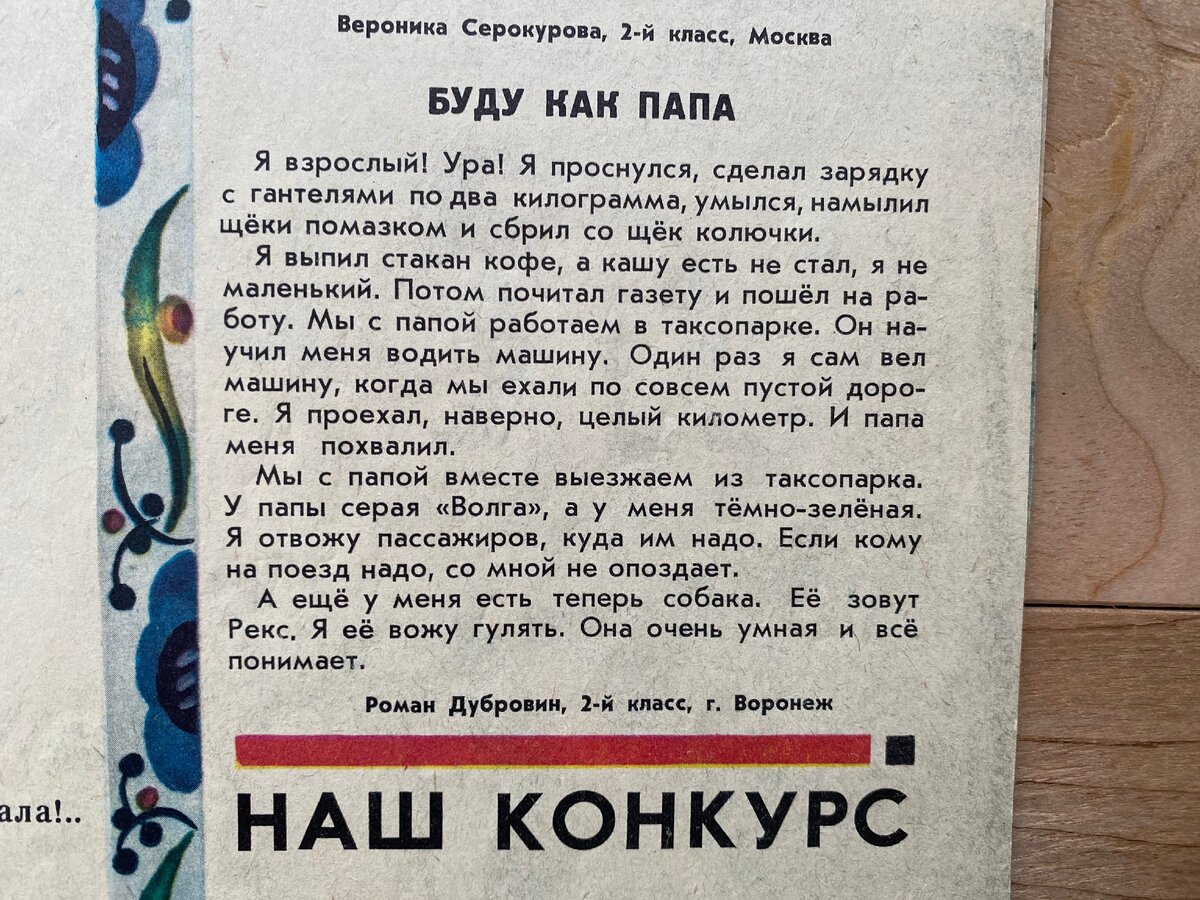 Вероника Серокурова, 2-й класс, Москва
БУДУ КАК ПАПА
Я взрослый! Ура! Я проснулся, сделал зарядку
с гантелями по два килограмма, умылся, намылил
щёки помазком и сбрил со щёк колючки.
Я выпил стакан кофе, а кашу есть не стал, я не
маленький. Потом почитал газету и пошёл на ра-
боту. Мы с папой работаем в таксопарке. Он на-
учил меня водить машину. Один раз я сам вел
машину, когда мы ехали по совсем пустой доро-
ге. Я проехал, наверно, целый километр. И папа
меня похвалил.
Мы с папой вместе выезжаем из таксопарка.
У папы серая «Волга», а у меня тёмно-зелёная.
Я отвожу пассажиров, куда им надо. Если кому
на поезд надо, со мной не опоздает.
А ещё у меня есть теперь собака. Её зовут
Рекс. Я её вожу гулять. Она очень умная и всё
понимает.
Роман Дубровин, 2-й класс, г. Воронеж
ала!..
НАШ КОНКУРС